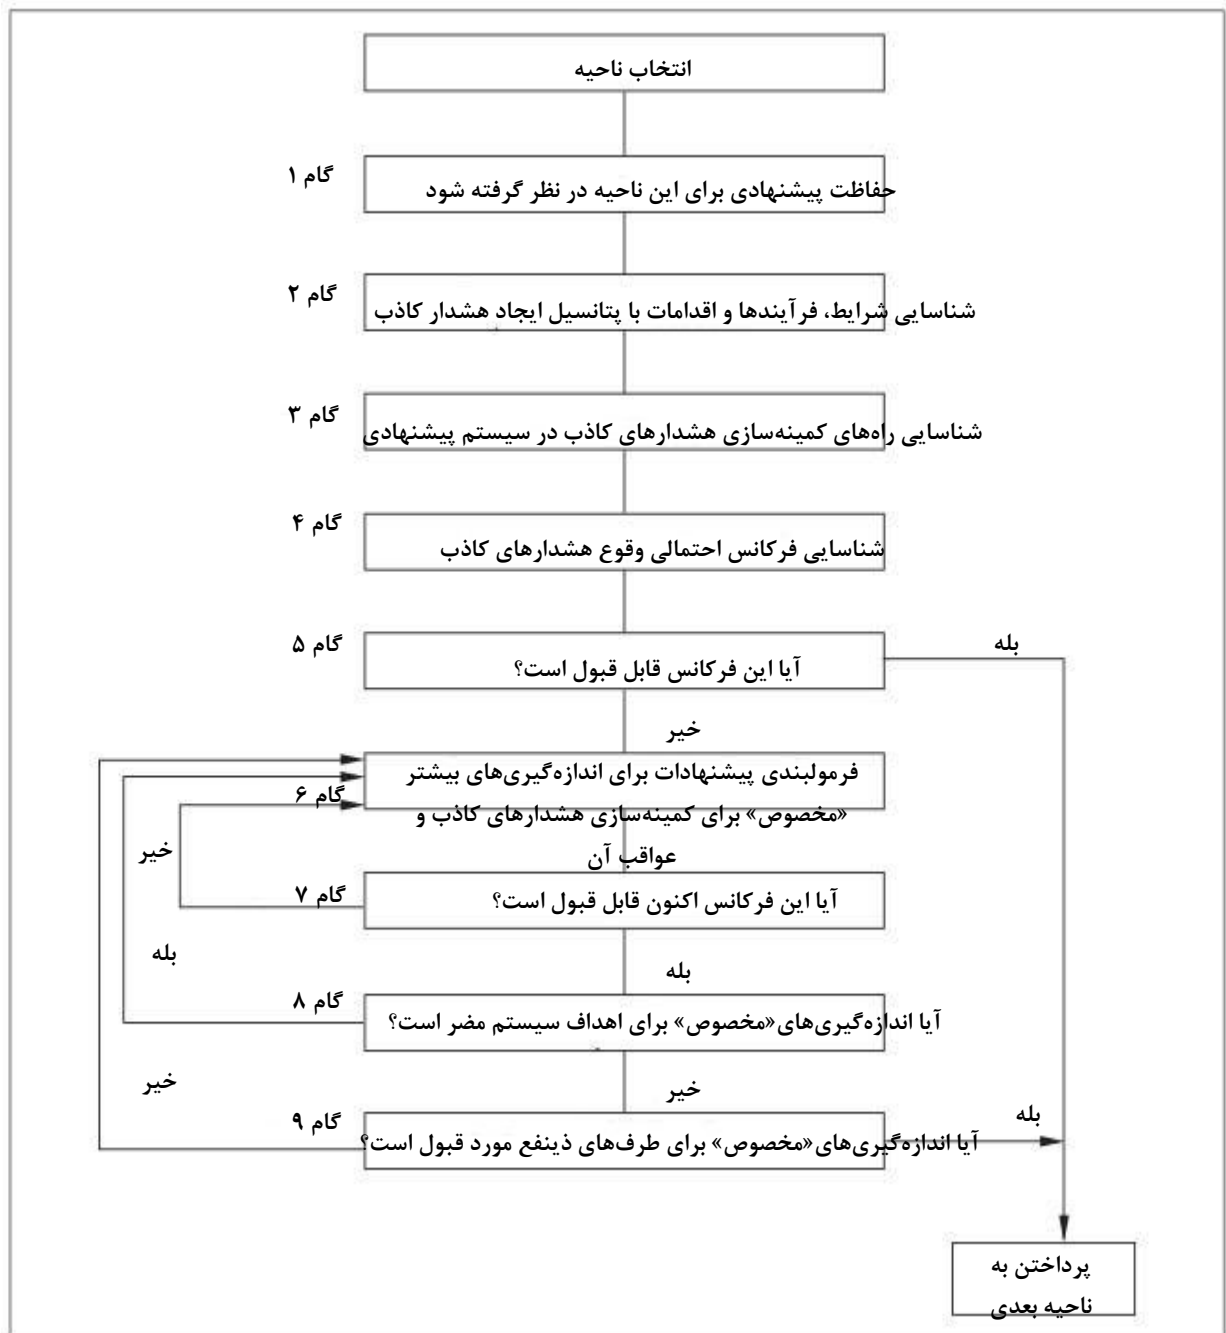 انتخاب ناحیه
گام ۱
حفاظت پیشنهادی برای این ناحیه در نظر گرفته شود
گام ۲
شناسایی شرایط، فرآیندها و اقدامات با پتانسیل ایجاد هشدار کاذب
گام ۳
شناسایی راه‌های کمینه‌سازی هشدارهای کاذب در سیستم پیشنهادی
گام ۴
شناسایی فرکانس احتمالی وقوع هشدارهای کاذب
گام ۵
آیا این فرکانس قابل قبول است؟
بله
خیر
گام ۶
فرمولبندی پیشنهادات برای اندازه‌گیری‌های بیشتر
«مخصوص» برای کمینه‌سازی هشدارهای کاذب و
عواقب آن
خیر
گام ۷
آیا این فرکانس اکنون قابل قبول است؟
بله
بله
گام ۸
آیا اندازه‌گیری‌های«مخصوص» برای اهداف سیستم مضر است؟
خیر
خیر
گام ۹
آیا اندازه‌گیری‌های«مخصوص» برای طرف‌های ذینفع مورد قبول است؟
بله
پرداختن به
ناحیه بعدی